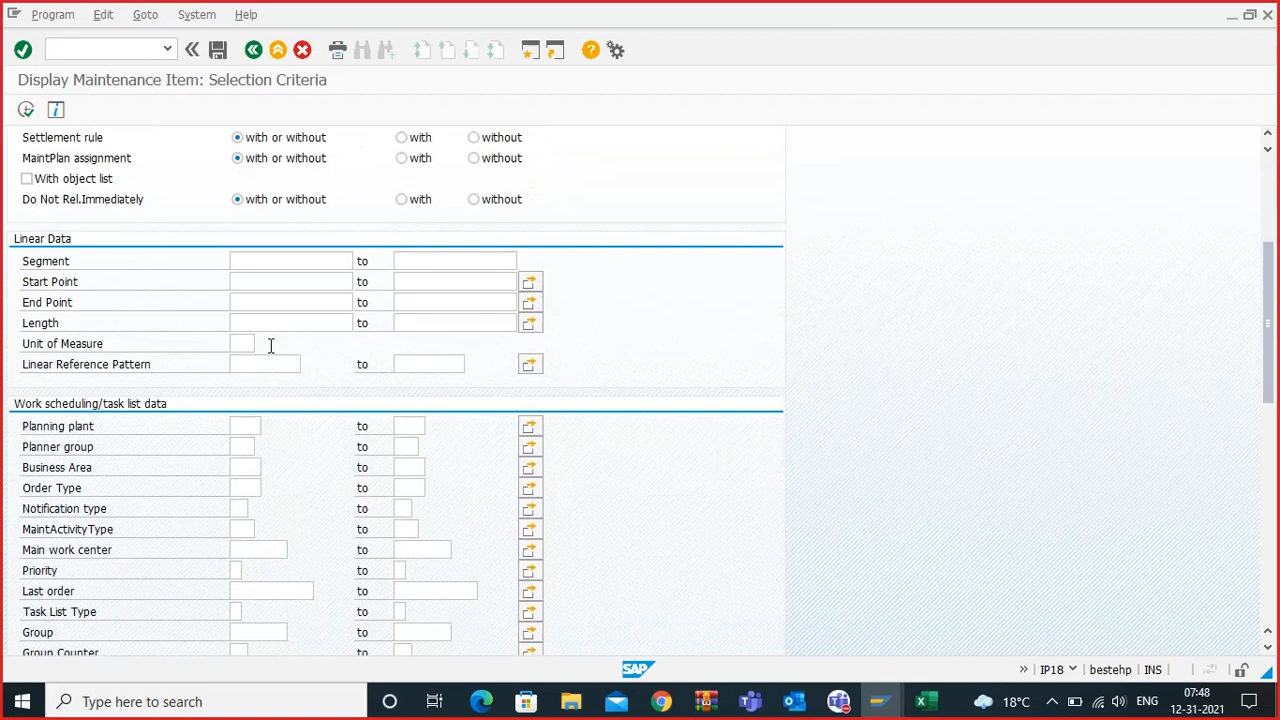 Program Edit Goto System Help
Display Maintenance Item: Selection Criteria
Settlement rule with or without with without
MaintPlan assignment with or without with without
With object list
Do Not Rel.Immediately with or without with without
Linear Data
Segment to
Start Point to
End Point to
Length to
Unit of Measure
Linear Reference Pattern to
Work scheduling/task list data
Planning plant to
Planner group to
Business Area to
Order Type to
Notification type to
MaintActivityType to
Main work center to
Priority to
Last order to
Task List Type to
Group to
Group Counter to
SAP » IP18 bestehp INS
Type here to search 18°C ENG 07:48
12-31-2021